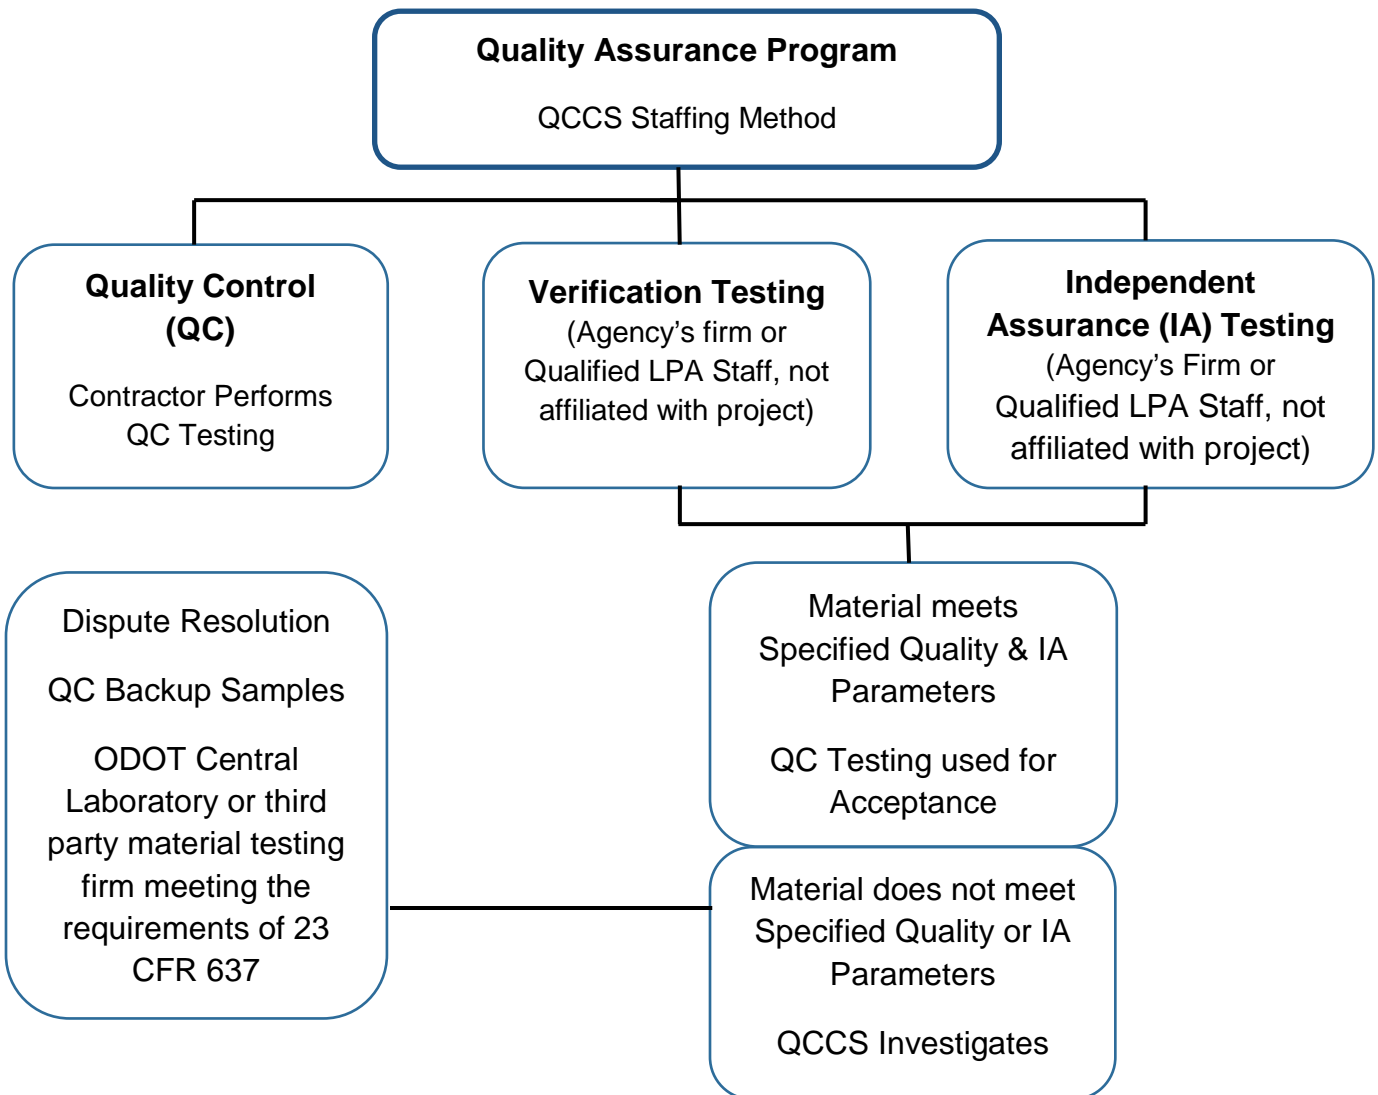 Quality Assurance Program
QCCS Staffing Method
Quality Control
(QC)
Contractor Performs
QC Testing
Verification Testing
(Agency’s firm or
Qualified LPA Staff, not
affiliated with project)
Independent
Assurance (IA) Testing
(Agency’s Firm or
Qualified LPA Staff, not
affiliated with project)
Dispute Resolution
QC Backup Samples
ODOT Central
Laboratory or third
party material testing
firm meeting the
requirements of 23
CFR 637
Material meets
Specified Quality & IA
Parameters
QC Testing used for
Acceptance
Material does not meet
Specified Quality or IA
Parameters
QCCS Investigates